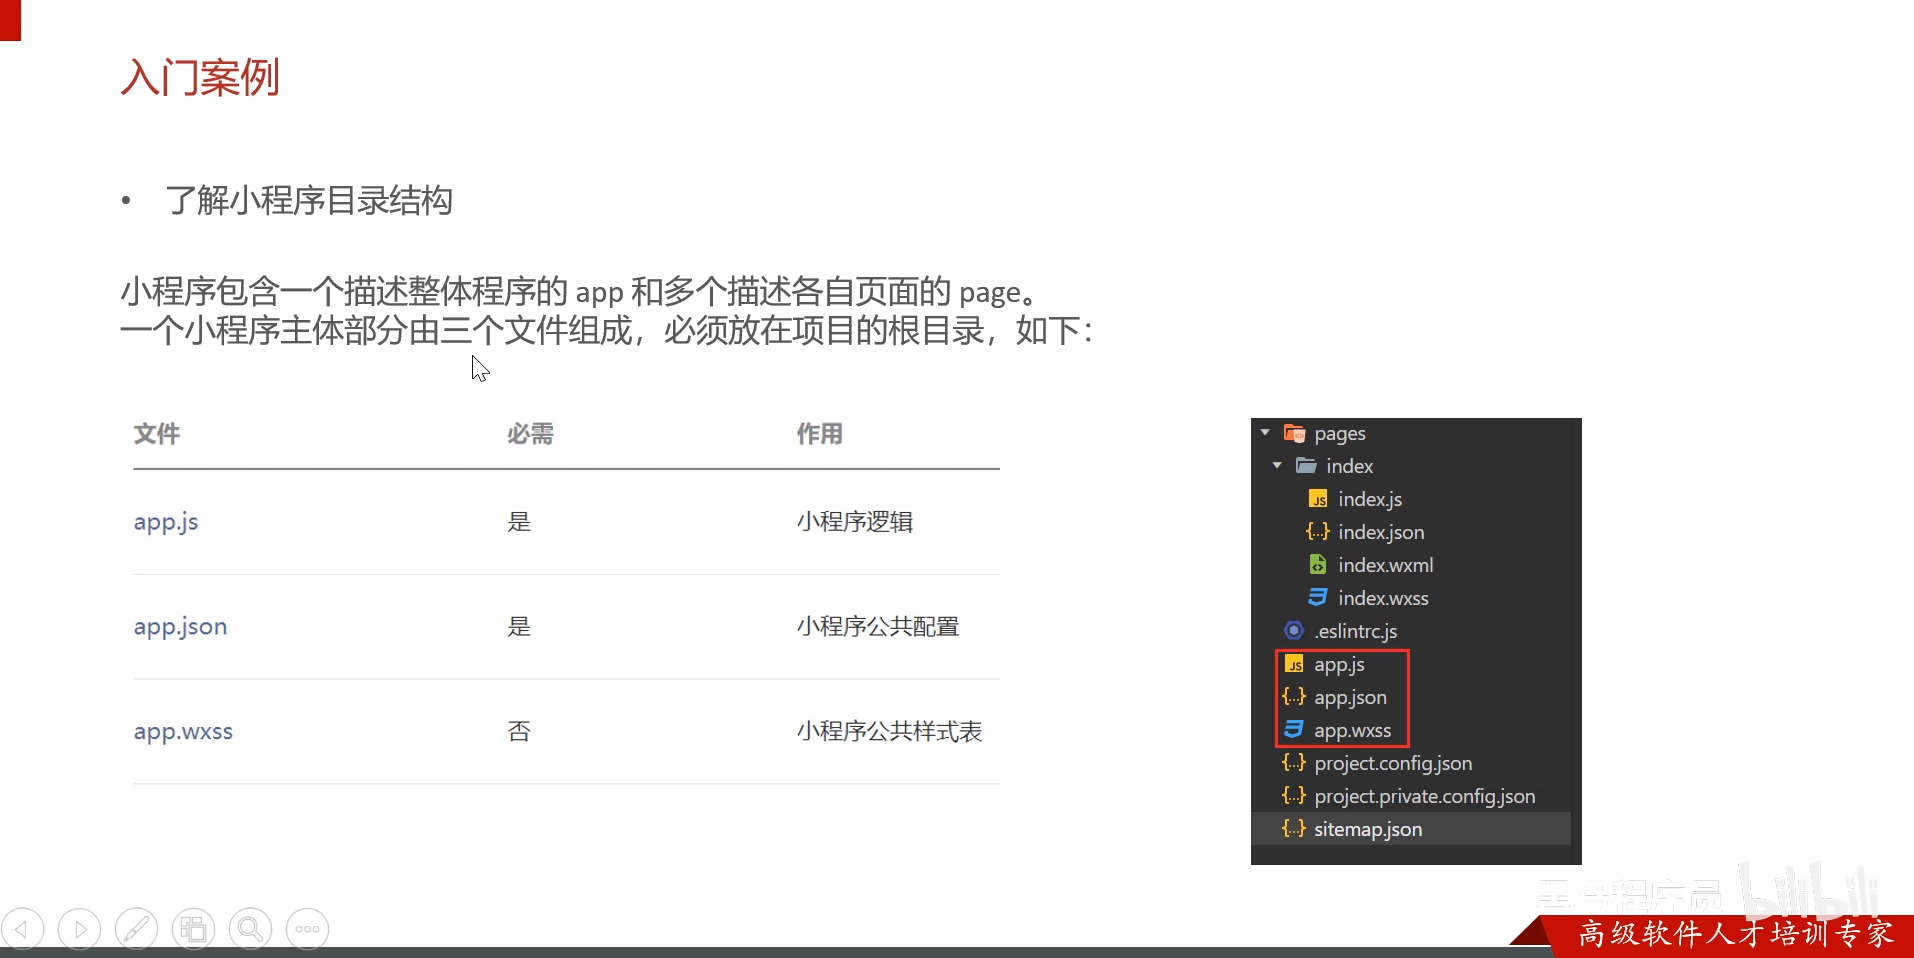 入门案例
• 了解小程序目录结构
小程序包含一个描述整体程序的 app 和多个描述各自页面的 page。
一个小程序主体部分由三个文件组成，必须放在项目的根目录，如下：
文件 必需 作用
app.js 是 小程序逻辑
app.json 是 小程序公共配置
app.wxss 否 小程序公共样式表
pages
index
index.js
index.json
index.wxml
index.wxss
.eslintrc.js
app.js
app.json
app.wxss
project.config.json
project.private.config.json
sitemap.json
黑马程序员 bilibili
高级软件人才培训专家